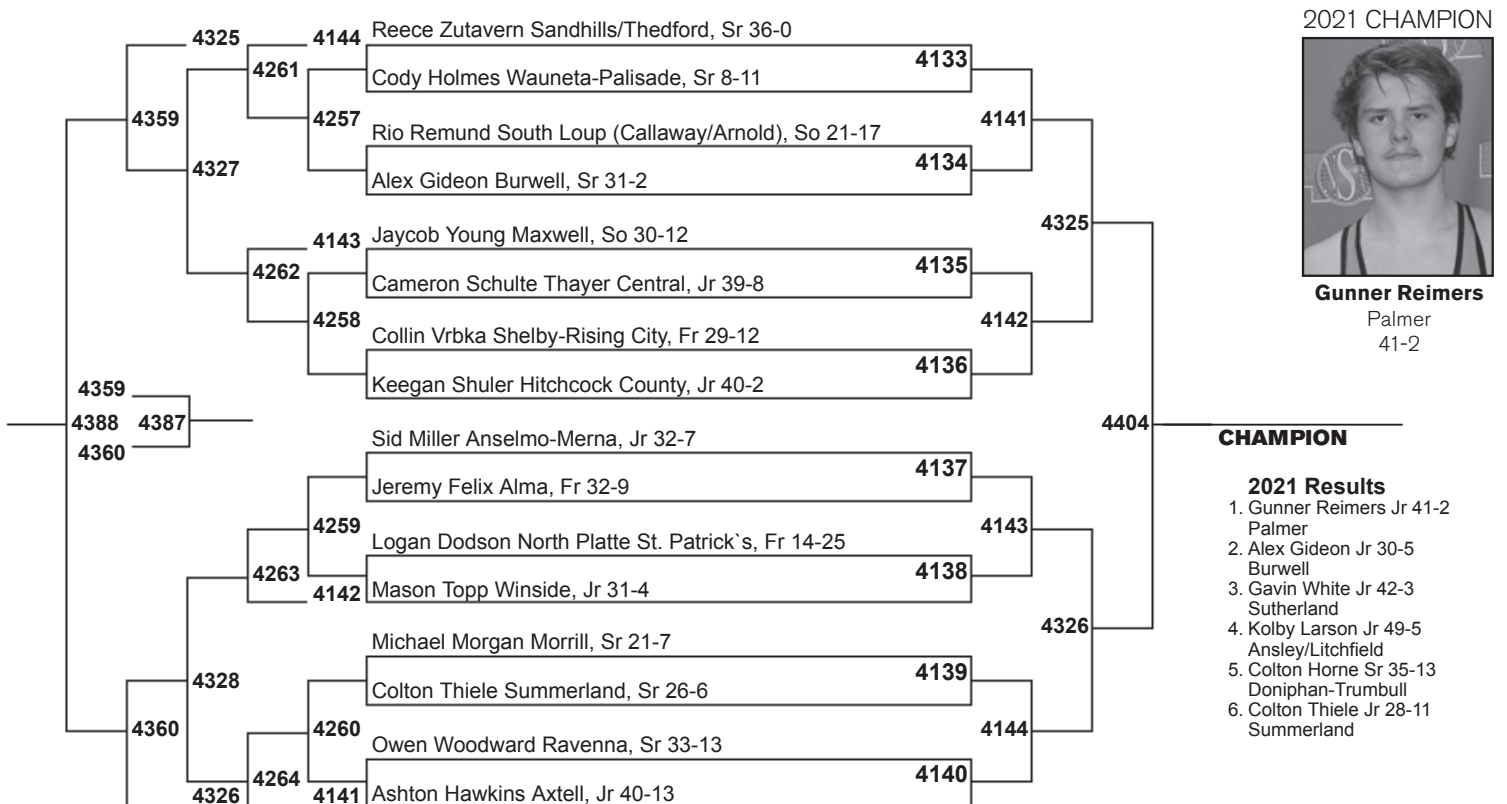 2021 CHAMPION
4325
4144
Reece Zutavern Sandhills/Thedford, Sr 36-0
4133
4261
Cody Holmes Wauneta-Palisade, Sr 8-11
4359
4257
Rio Remund South Loup (Callaway/Arnold), So 21-17
4141
4327
Alex Gideon Burwell, Sr 31-2
4134
4325
4143
Jaycob Young Maxwell, So 30-12
4135
4262
Cameron Schulte Thayer Central, Jr 39-8
Gunner Reimers
Palmer
41-2
4258
Collin Vrbka Shelby-Rising City, Fr 29-12
4142
Keegan Shuler Hitchcock County, Jr 40-2
4136
4359
4388
4387
4360
4404
CHAMPION
Sid Miller Anselmo-Merna, Jr 32-7
4137
Jeremy Felix Alma, Fr 32-9
4259
Logan Dodson North Platte St. Patrick`s, Fr 14-25
4143
4263
4142
Mason Topp Winside, Jr 31-4
4138
4326
Michael Morgan Morrill, Sr 21-7
4139
4328
Colton Thiele Summerland, Sr 26-6
4360
4260
Owen Woodward Ravenna, Sr 33-13
4144
4264
4140
4326
4141
Ashton Hawkins Axtell, Jr 40-13
2021 Results
1. Gunner Reimers Jr 41-2
Palmer
2. Alex Gideon Jr 30-5
Burwell
3. Gavin White Jr 42-3
Sutherland
4. Kolby Larson Jr 49-5
Ansley/Litchfield
5. Colton Horne Sr 35-13
Doniphan-Trumbull
6. Colton Thiele Jr 28-11
Summerland